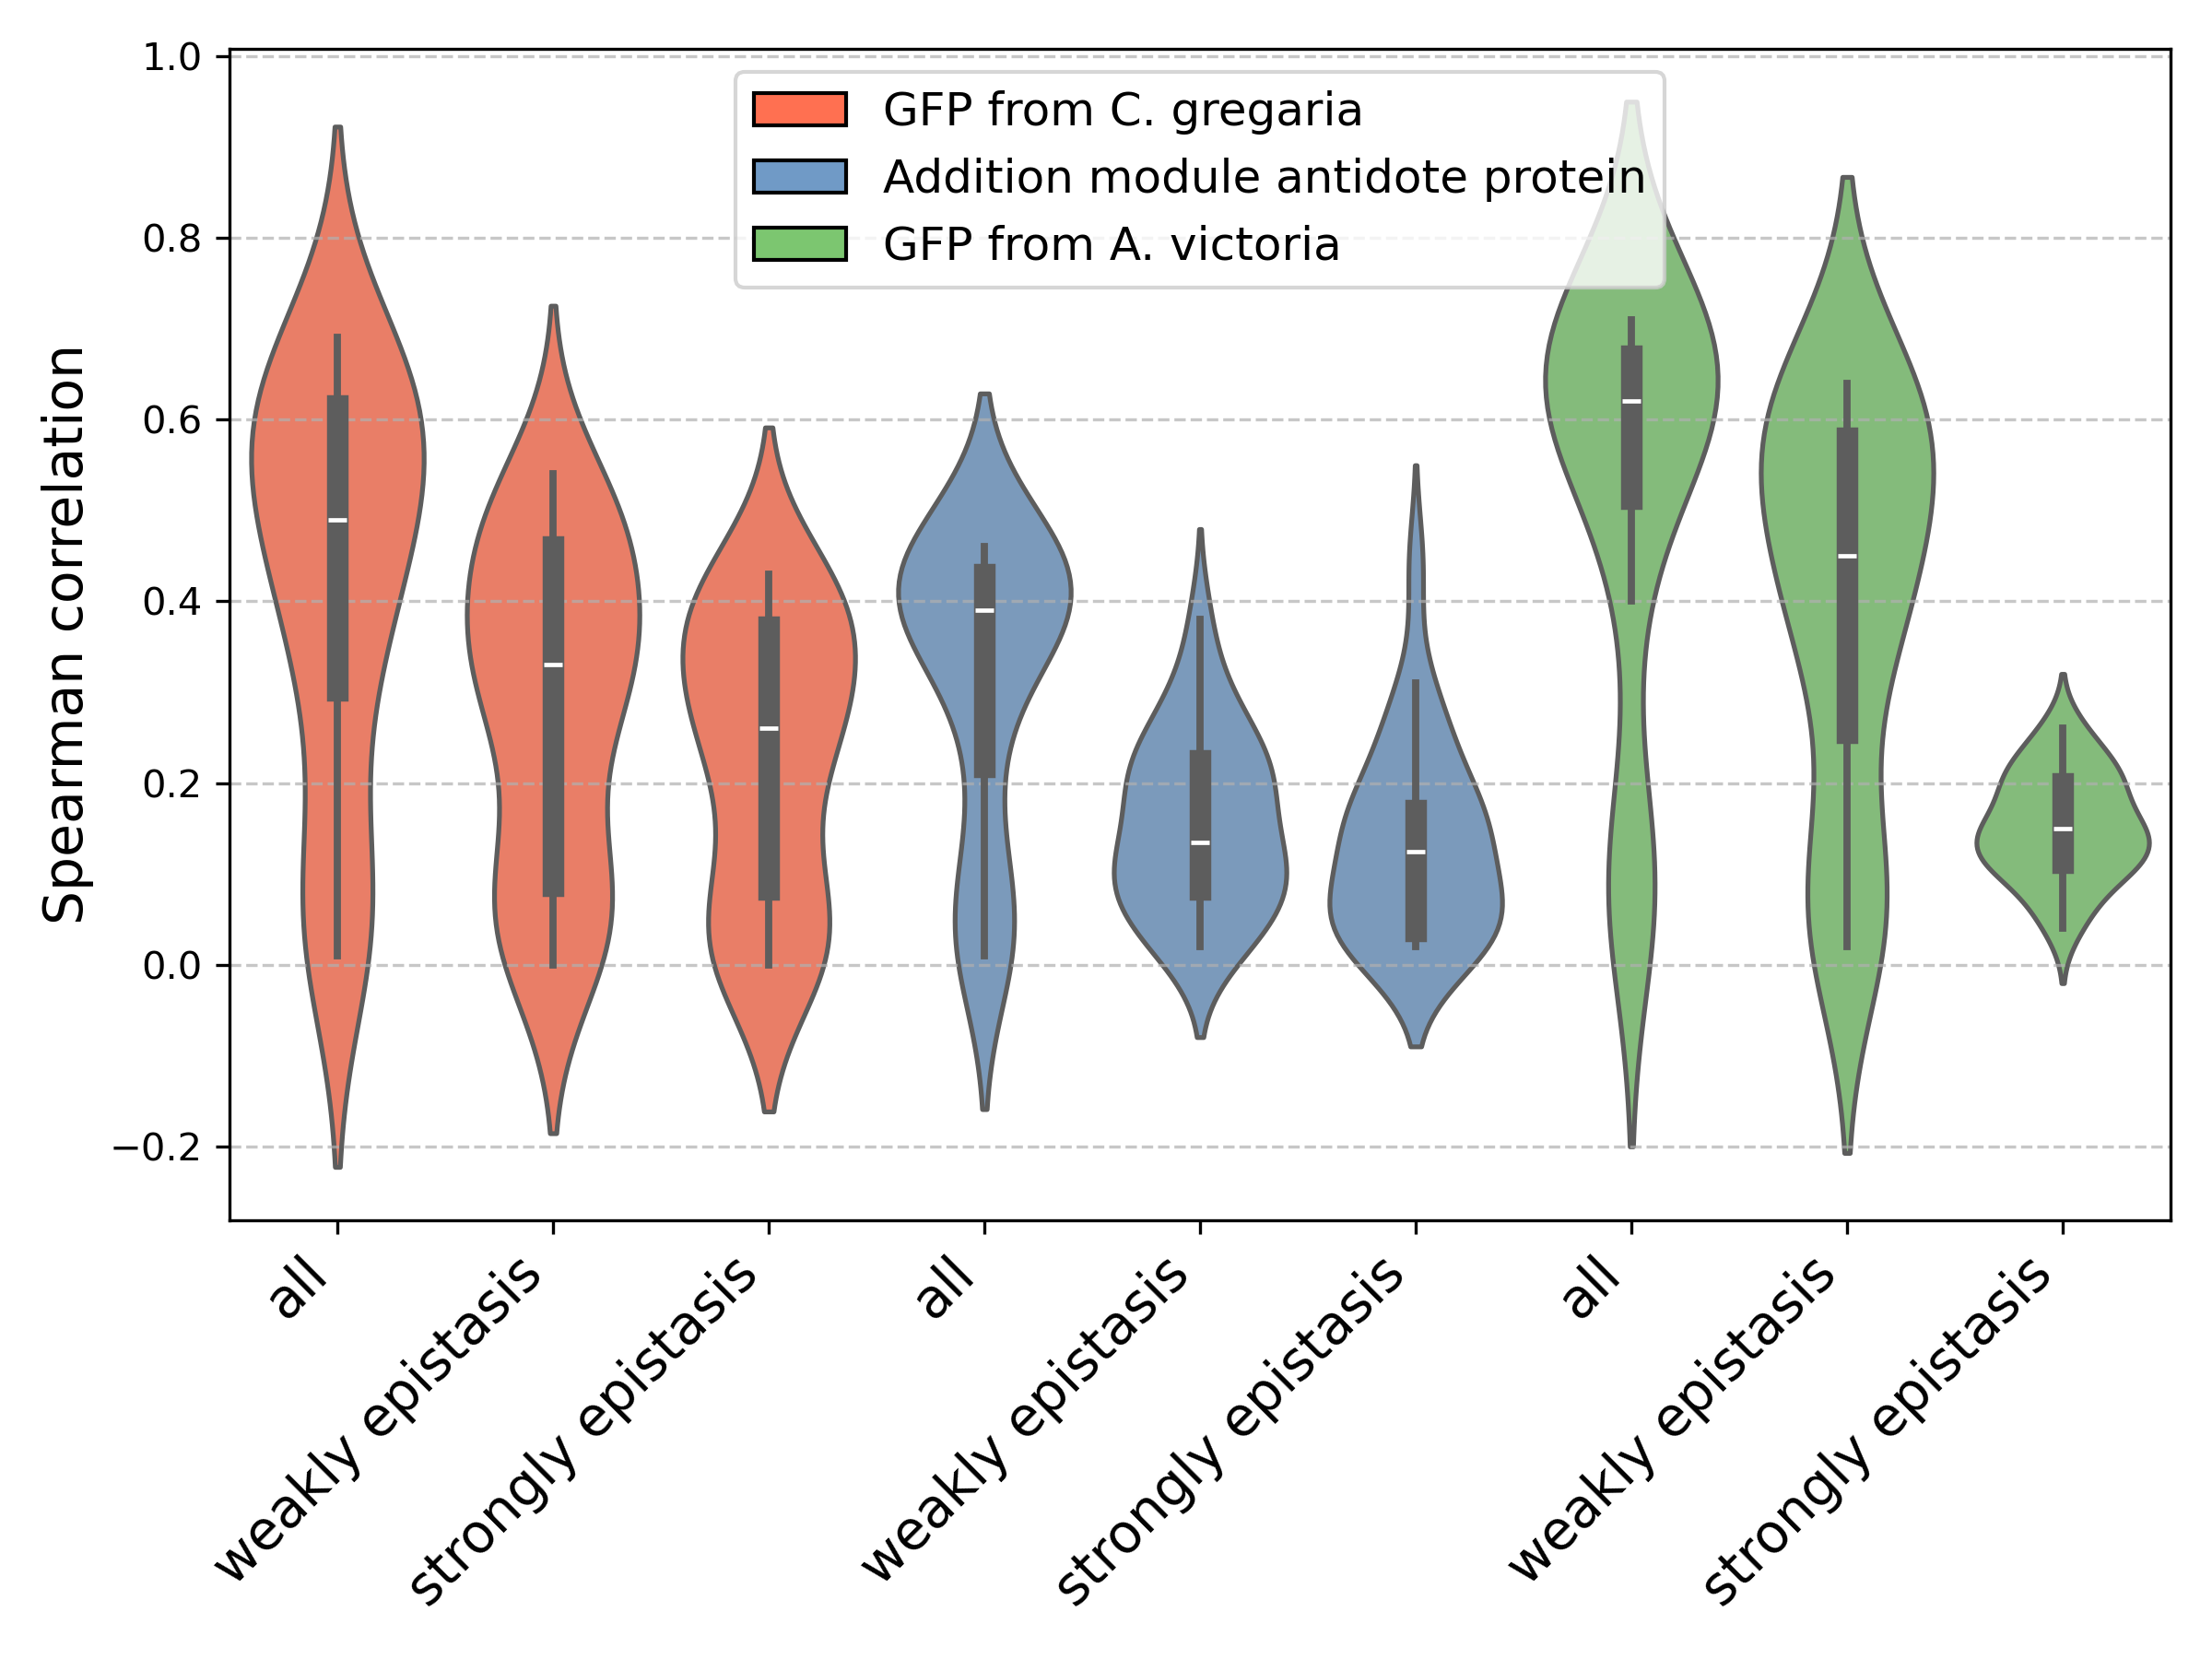 Spearman correlation
1.0
0.8
0.6
0.4
0.2
0.0
−0.2
GFP from C. gregaria
Addition module antidote protein
GFP from A. victoria
all
weakly epistasis
strongly epistasis
all
weakly epistasis
strongly epistasis
all
weakly epistasis
strongly epistasis